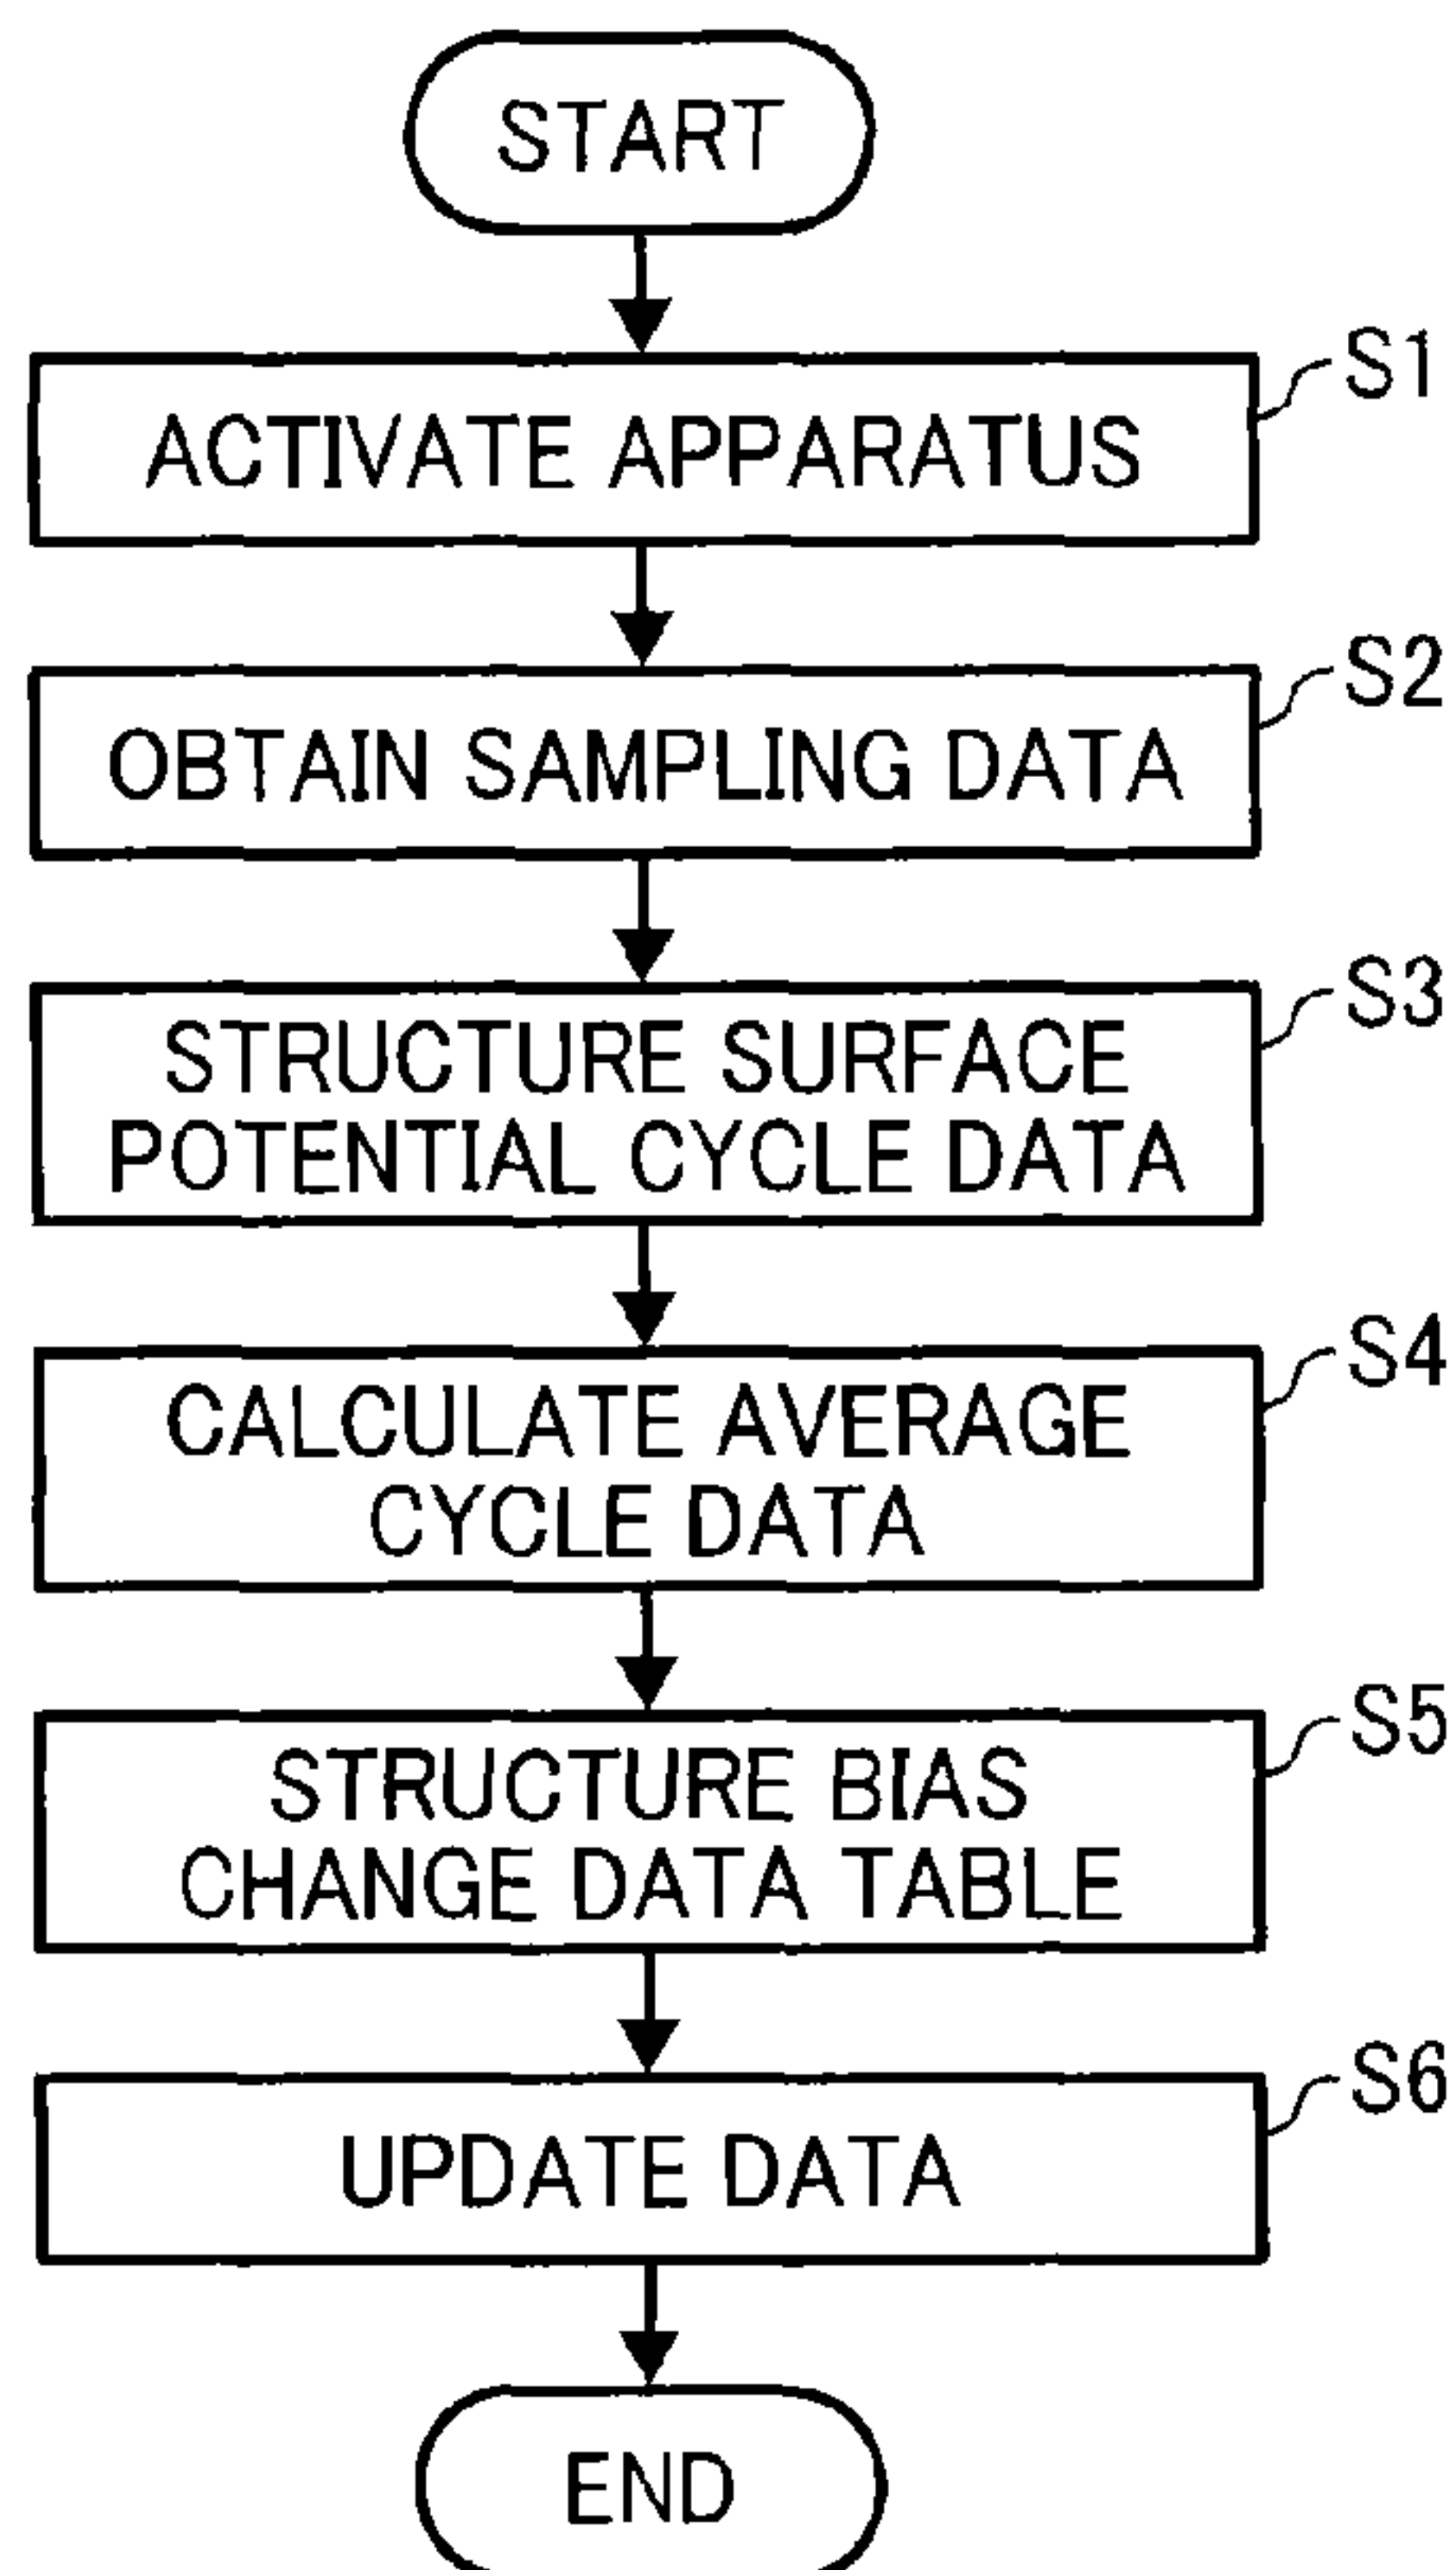 START
S1
ACTIVATE APPARATUS
S2
OBTAIN SAMPLING DATA
S3
STRUCTURE SURFACE
POTENTIAL CYCLE DATA
S4
CALCULATE AVERAGE
CYCLE DATA
S5
STRUCTURE BIAS
CHANGE DATA TABLE
S6
UPDATE DATA
END